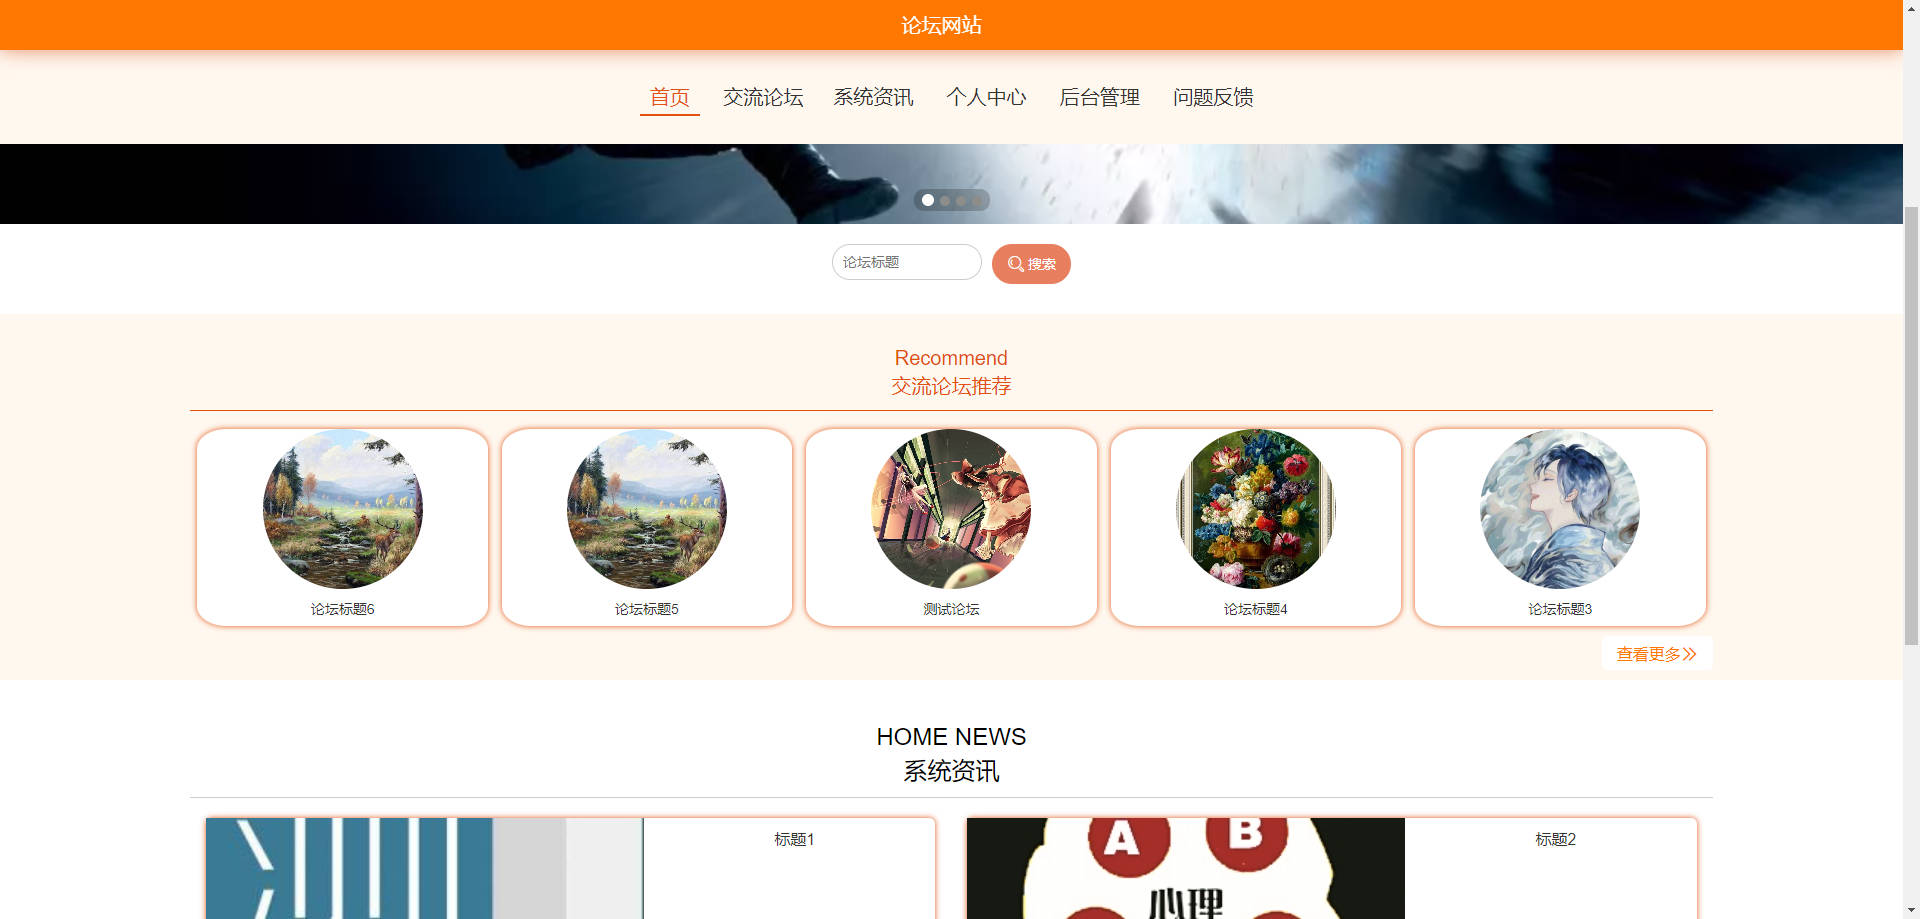 论坛网站
首页 交流论坛 系统资讯 个人中心 后台管理 问题反馈
论坛标题 搜索
Recommend
交流论坛推荐
论坛标题6 论坛标题5 测试论坛 论坛标题4 论坛标题3
查看更多
HOME NEWS
系统资讯
标题1 A B 标题2
心理